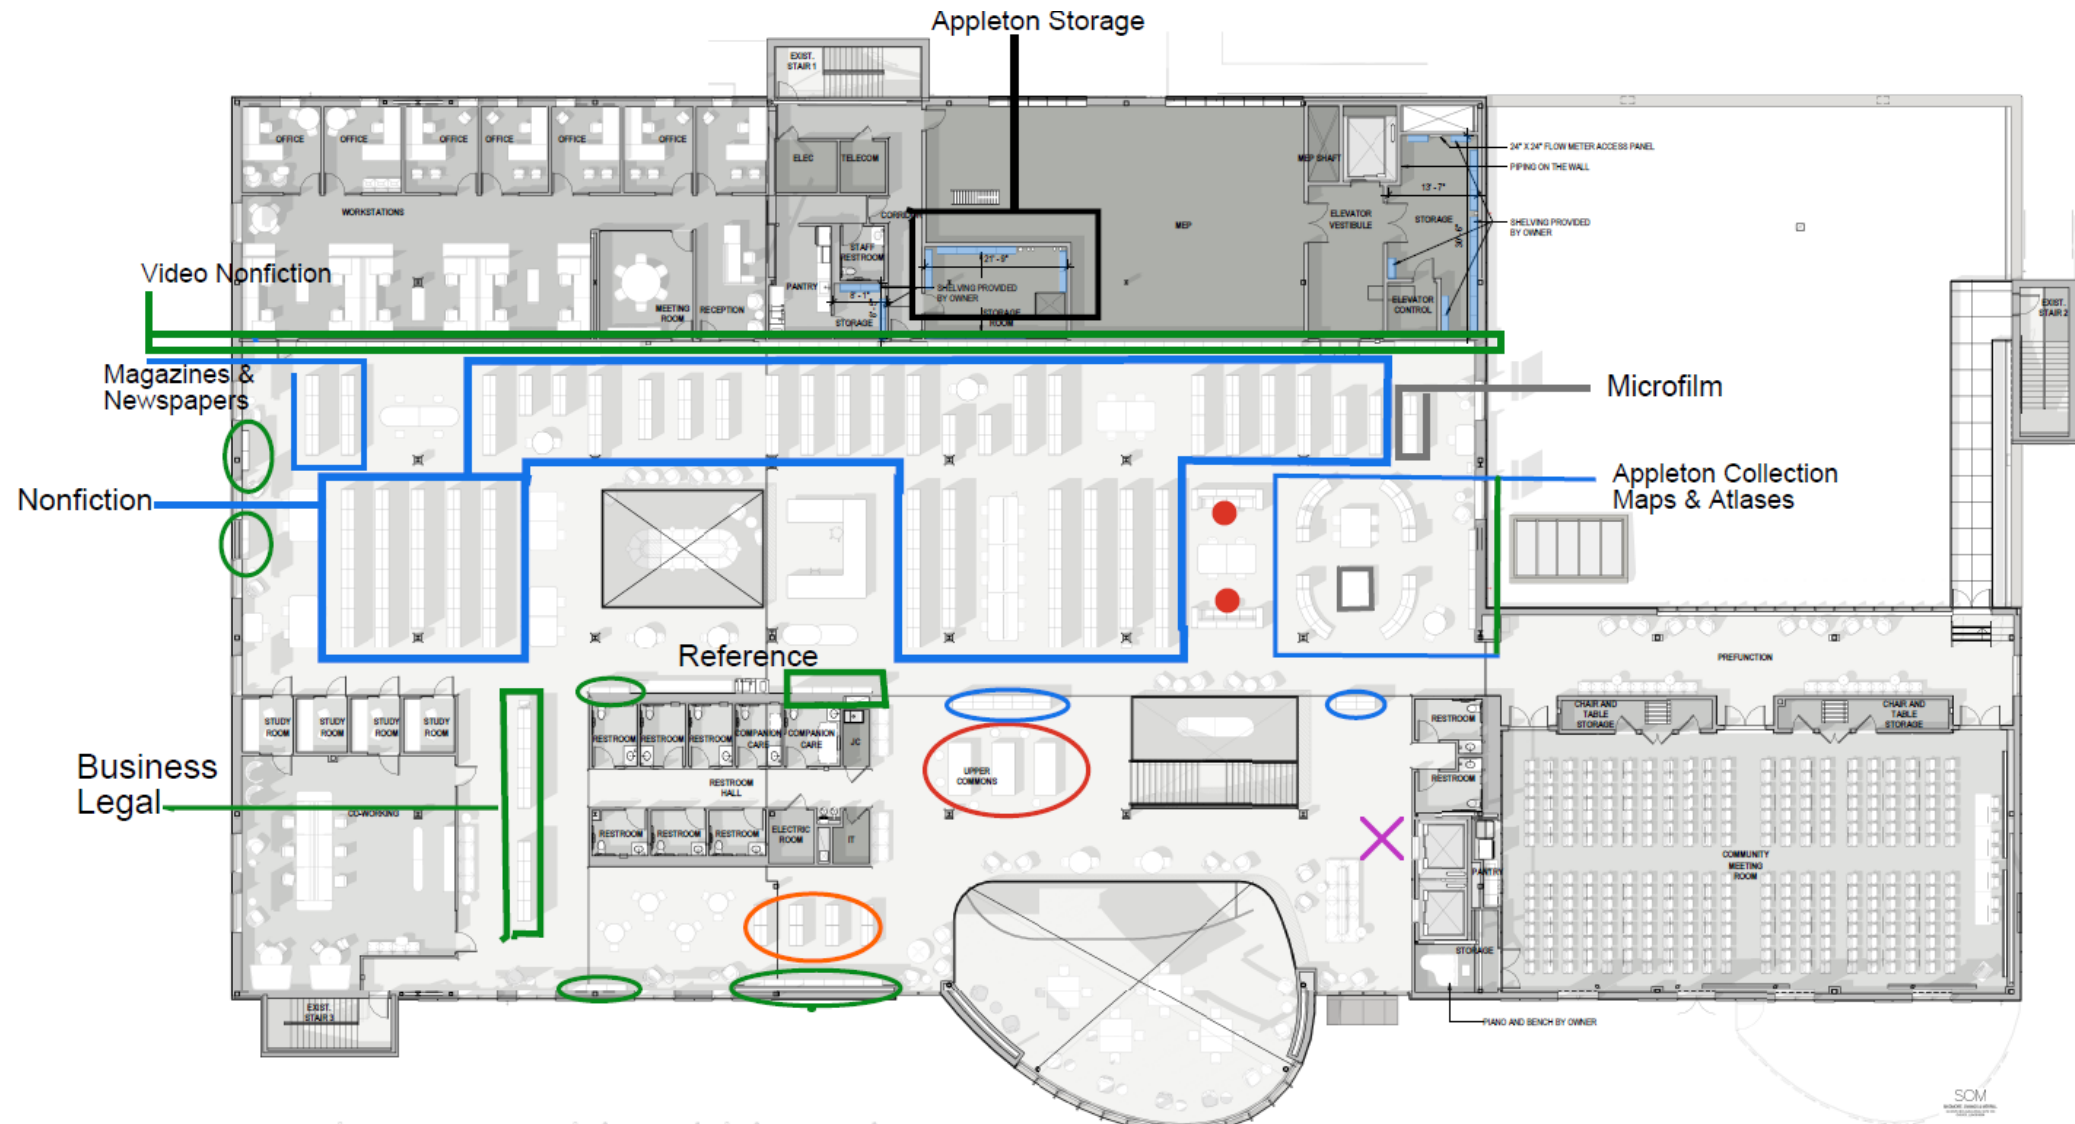 Appleton Storage
EXIST.
STAIR 1
OFFICE
OFFICE
OFFICE
OFFICE
OFFICE
OFFICE
ELEC
TELECOM
MEP SHAFT
24" X 24" FLOW METER ACCESS PANEL
PIPING ON THE WALL
13' - 7"
WORKSTATIONS
CORRIDOR
MEP
ELEVATOR
VESTIBULE
STORAGE
SHELVING PROVIDED
BY OWNER
STAFF
RESTROOM
21' - 9"
Video Nonfiction
PANTRY
SHELVING PROVIDED
BY OWNER
8' - 1"
MEETING
ROOM
RECEPTION
STORAGE
STORAGE
ROOM
ELEVATOR
CONTROL
EXIST.
STAIR 2
Magazines &
Newspapers
Microfilm
Nonfiction
Appleton Collection
Maps & Atlases
Reference
PREFUNCTION
STUDY
ROOM
STUDY
ROOM
STUDY
ROOM
STUDY
ROOM
RESTROOM
RESTROOM
RESTROOM
COMPANION
CARE
COMPANION
CARE
JC
RESTROOM
CHAIR AND
TABLE
STORAGE
CHAIR AND
TABLE
STORAGE
Business
Legal
RESTROOM
HALL
UPPER
COMMONS
RESTROOM
CO-WORKING
RESTROOM
RESTROOM
RESTROOM
ELECTRIC
ROOM
IT
PANTRY
COMMUNITY
MEETING
ROOM
STORAGE
EXIST.
STAIR 3
PIANO AND BENCH BY OWNER
SOM